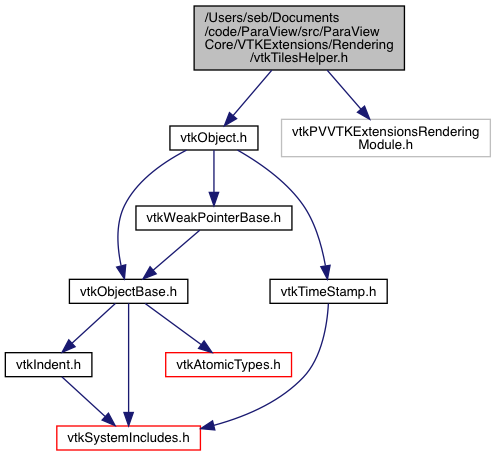 /Users/seb/Documents
/code/ParaView/src/ParaView
Core/VTKExtensions/Rendering
/vtkTilesHelper.h
vtkObject.h
vtkPVVTKExtensionsRendering
Module.h
vtkWeakPointerBase.h
vtkObjectBase.h
vtkTimeStamp.h
vtkIndent.h
vtkAtomicTypes.h
vtkSystemIncludes.h